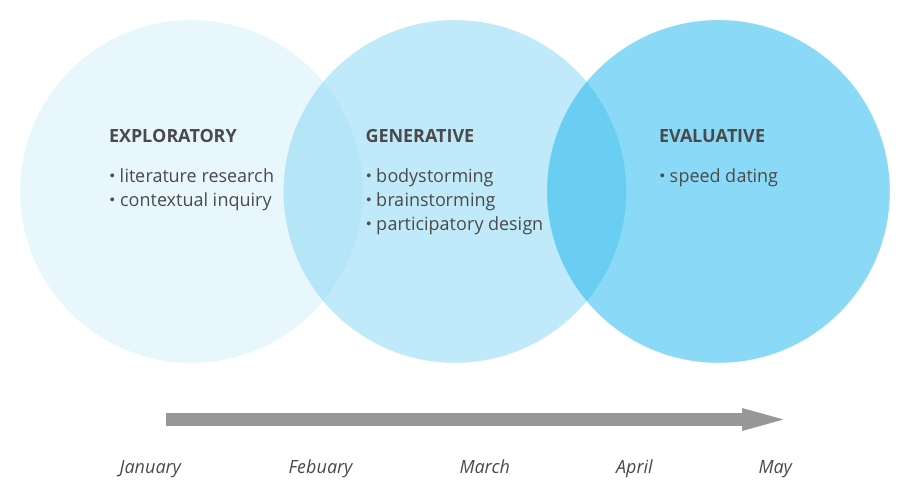 EXPLORATORY
• literature research
• contextual inquiry
GENERATIVE
• bodystorming
• brainstorming
• participatory design
EVALUATIVE
• speed dating
January
Febuary
March
April
May